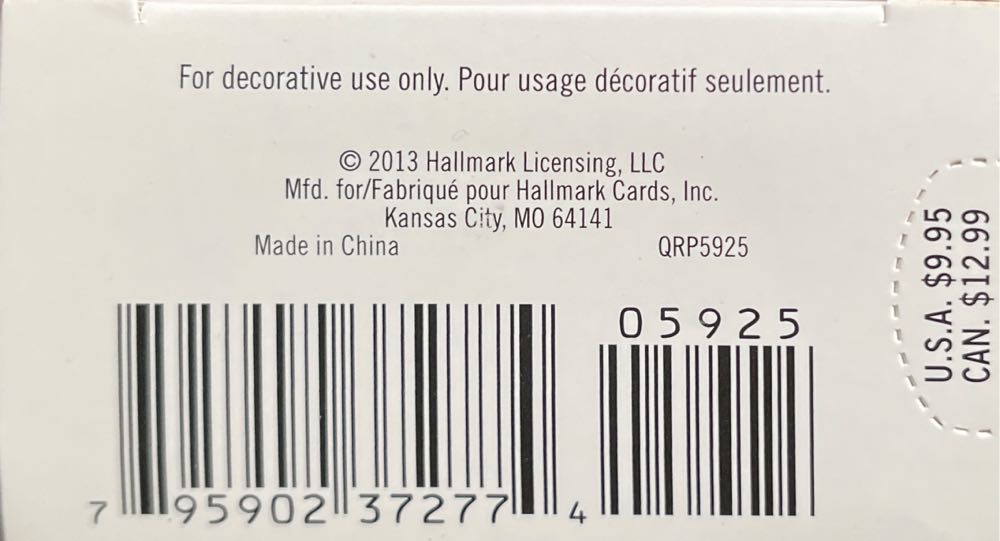 For decorative use only. Pour usage décoratif seulement.
© 2013 Hallmark Licensing, LLC
Mfd. for/Fabriqué pour Hallmark Cards, Inc.
Kansas City, MO 64141
Made in China QRP5925
05925
7 95902 37277 4
U.S.A. $9.95
CAN. $12.99